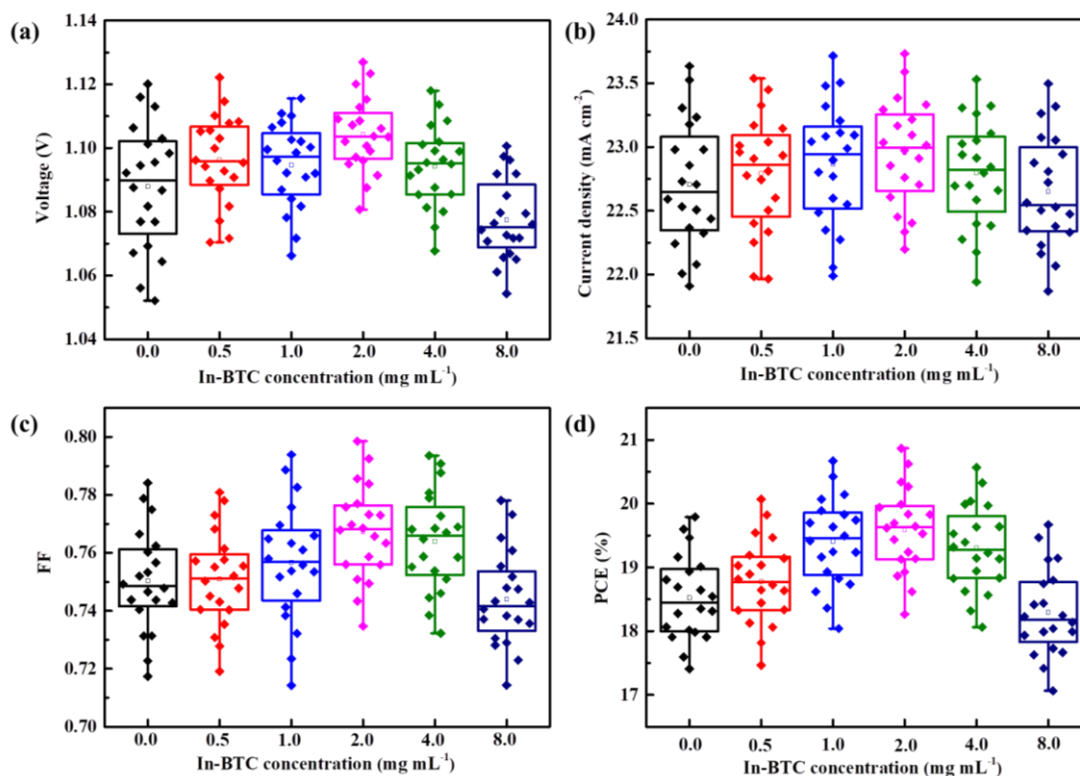 (a)
1.14
1.12
1.10
1.08
1.06
1.04
Voltage (V)
0.0 0.5 1.0 2.0 4.0 8.0
In-BTC concentration (mg mL⁻¹)
(b)
24.0
23.5
23.0
22.5
22.0
21.5
Current density (mA cm⁻²)
0.0 0.5 1.0 2.0 4.0 8.0
In-BTC concentration (mg mL⁻¹)
(c)
0.80
0.78
0.76
0.74
0.72
0.70
FF
0.0 0.5 1.0 2.0 4.0 8.0
In-BTC concentration (mg mL⁻¹)
(d)
21
20
19
18
17
PCE (%)
0.0 0.5 1.0 2.0 4.0 8.0
In-BTC concentration (mg mL⁻¹)